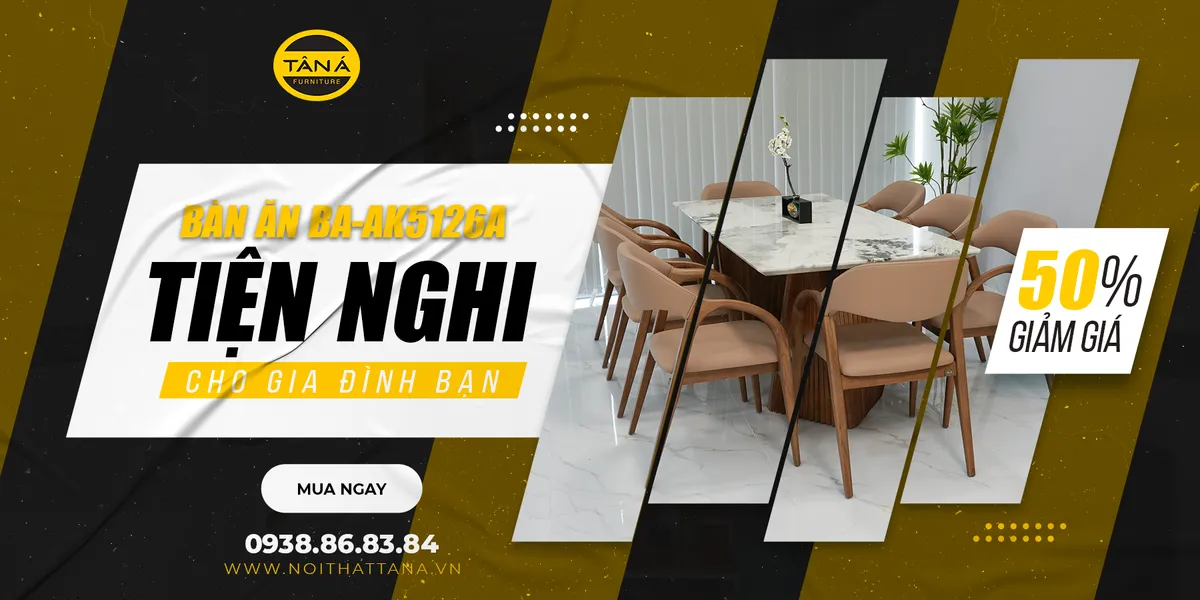 TÂN Á
FURNITURE
BÀN ĂN BA-AK5126A
TIỆN NGHI
CHO GIA ĐÌNH BẠN
50%
GIẢM GIÁ
MUA NGAY
0938.86.83.84
WWW.NOITHATTANA.VN